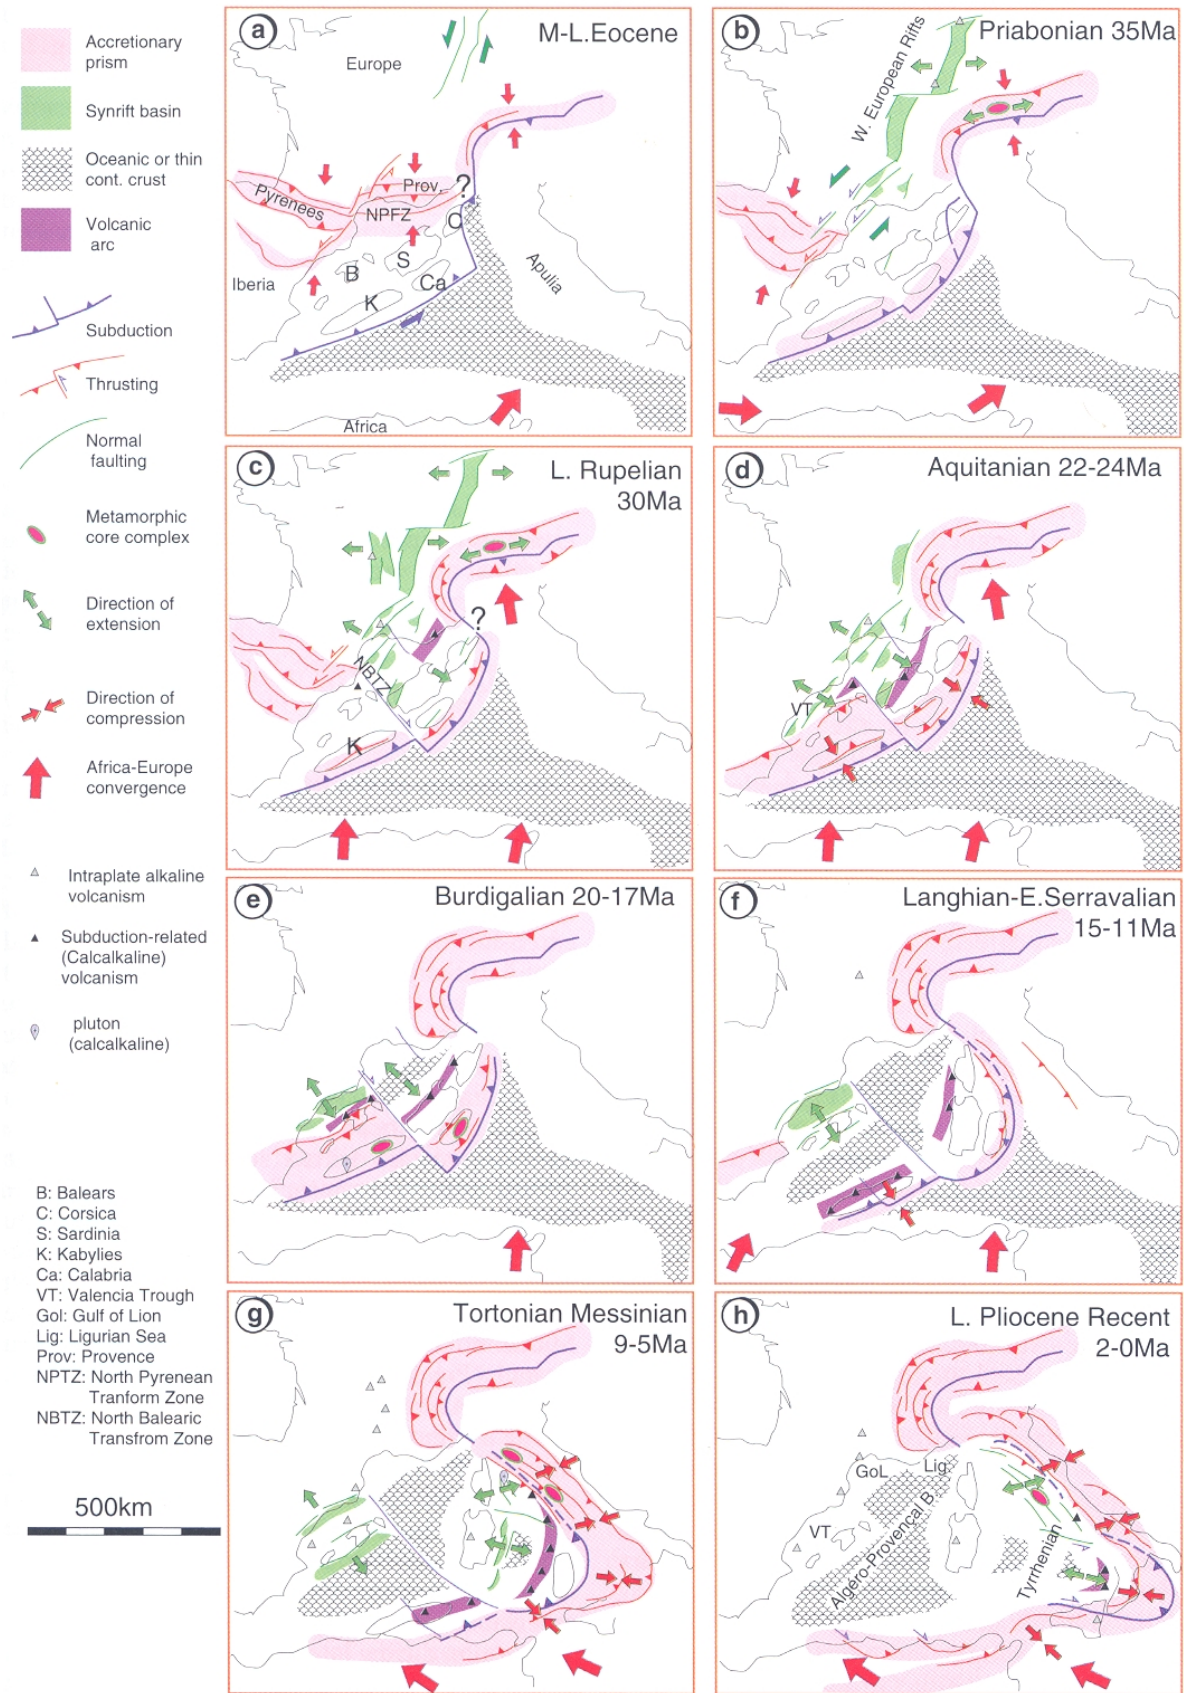 Accretionary
prism
Synrift basin
Oceanic or thin
cont. crust
Volcanic
arc
Subduction
Thrusting
Normal
faulting
Metamorphic
core complex
Direction of
extension
Direction of
compression
Africa-Europe
convergence
Intraplate alkaline
volcanism
Subduction-related
(Calcalkaline)
volcanism
pluton
(calcalkaline)
B: Balears
C: Corsica
S: Sardinia
K: Kabylies
Ca: Calabria
VT: Valencia Trough
Gol: Gulf of Lion
Lig: Ligurian Sea
Prov: Provence
NPTZ: North Pyrenean
Tranform Zone
NBTZ: North Balearic
Transfrom Zone
500km
a
M-L.Eocene
Europe
Pyrenees
Prov.
?
NPFZ
C
B
S
Ca
K
Iberia
Apulia
Africa
b
Priabonian 35Ma
W. European Rifts
c
L. Rupelian
30Ma
?
NBTZ
K
d
Aquitanian 22-24Ma
VT
e
Burdigalian 20-17Ma
f
Langhian-E.Serravalian
15-11Ma
g
Tortonian Messinian
9-5Ma
h
L. Pliocene Recent
2-0Ma
GoL
Lig.
VT
Algéro-Provençal B.
Tyrrhenian